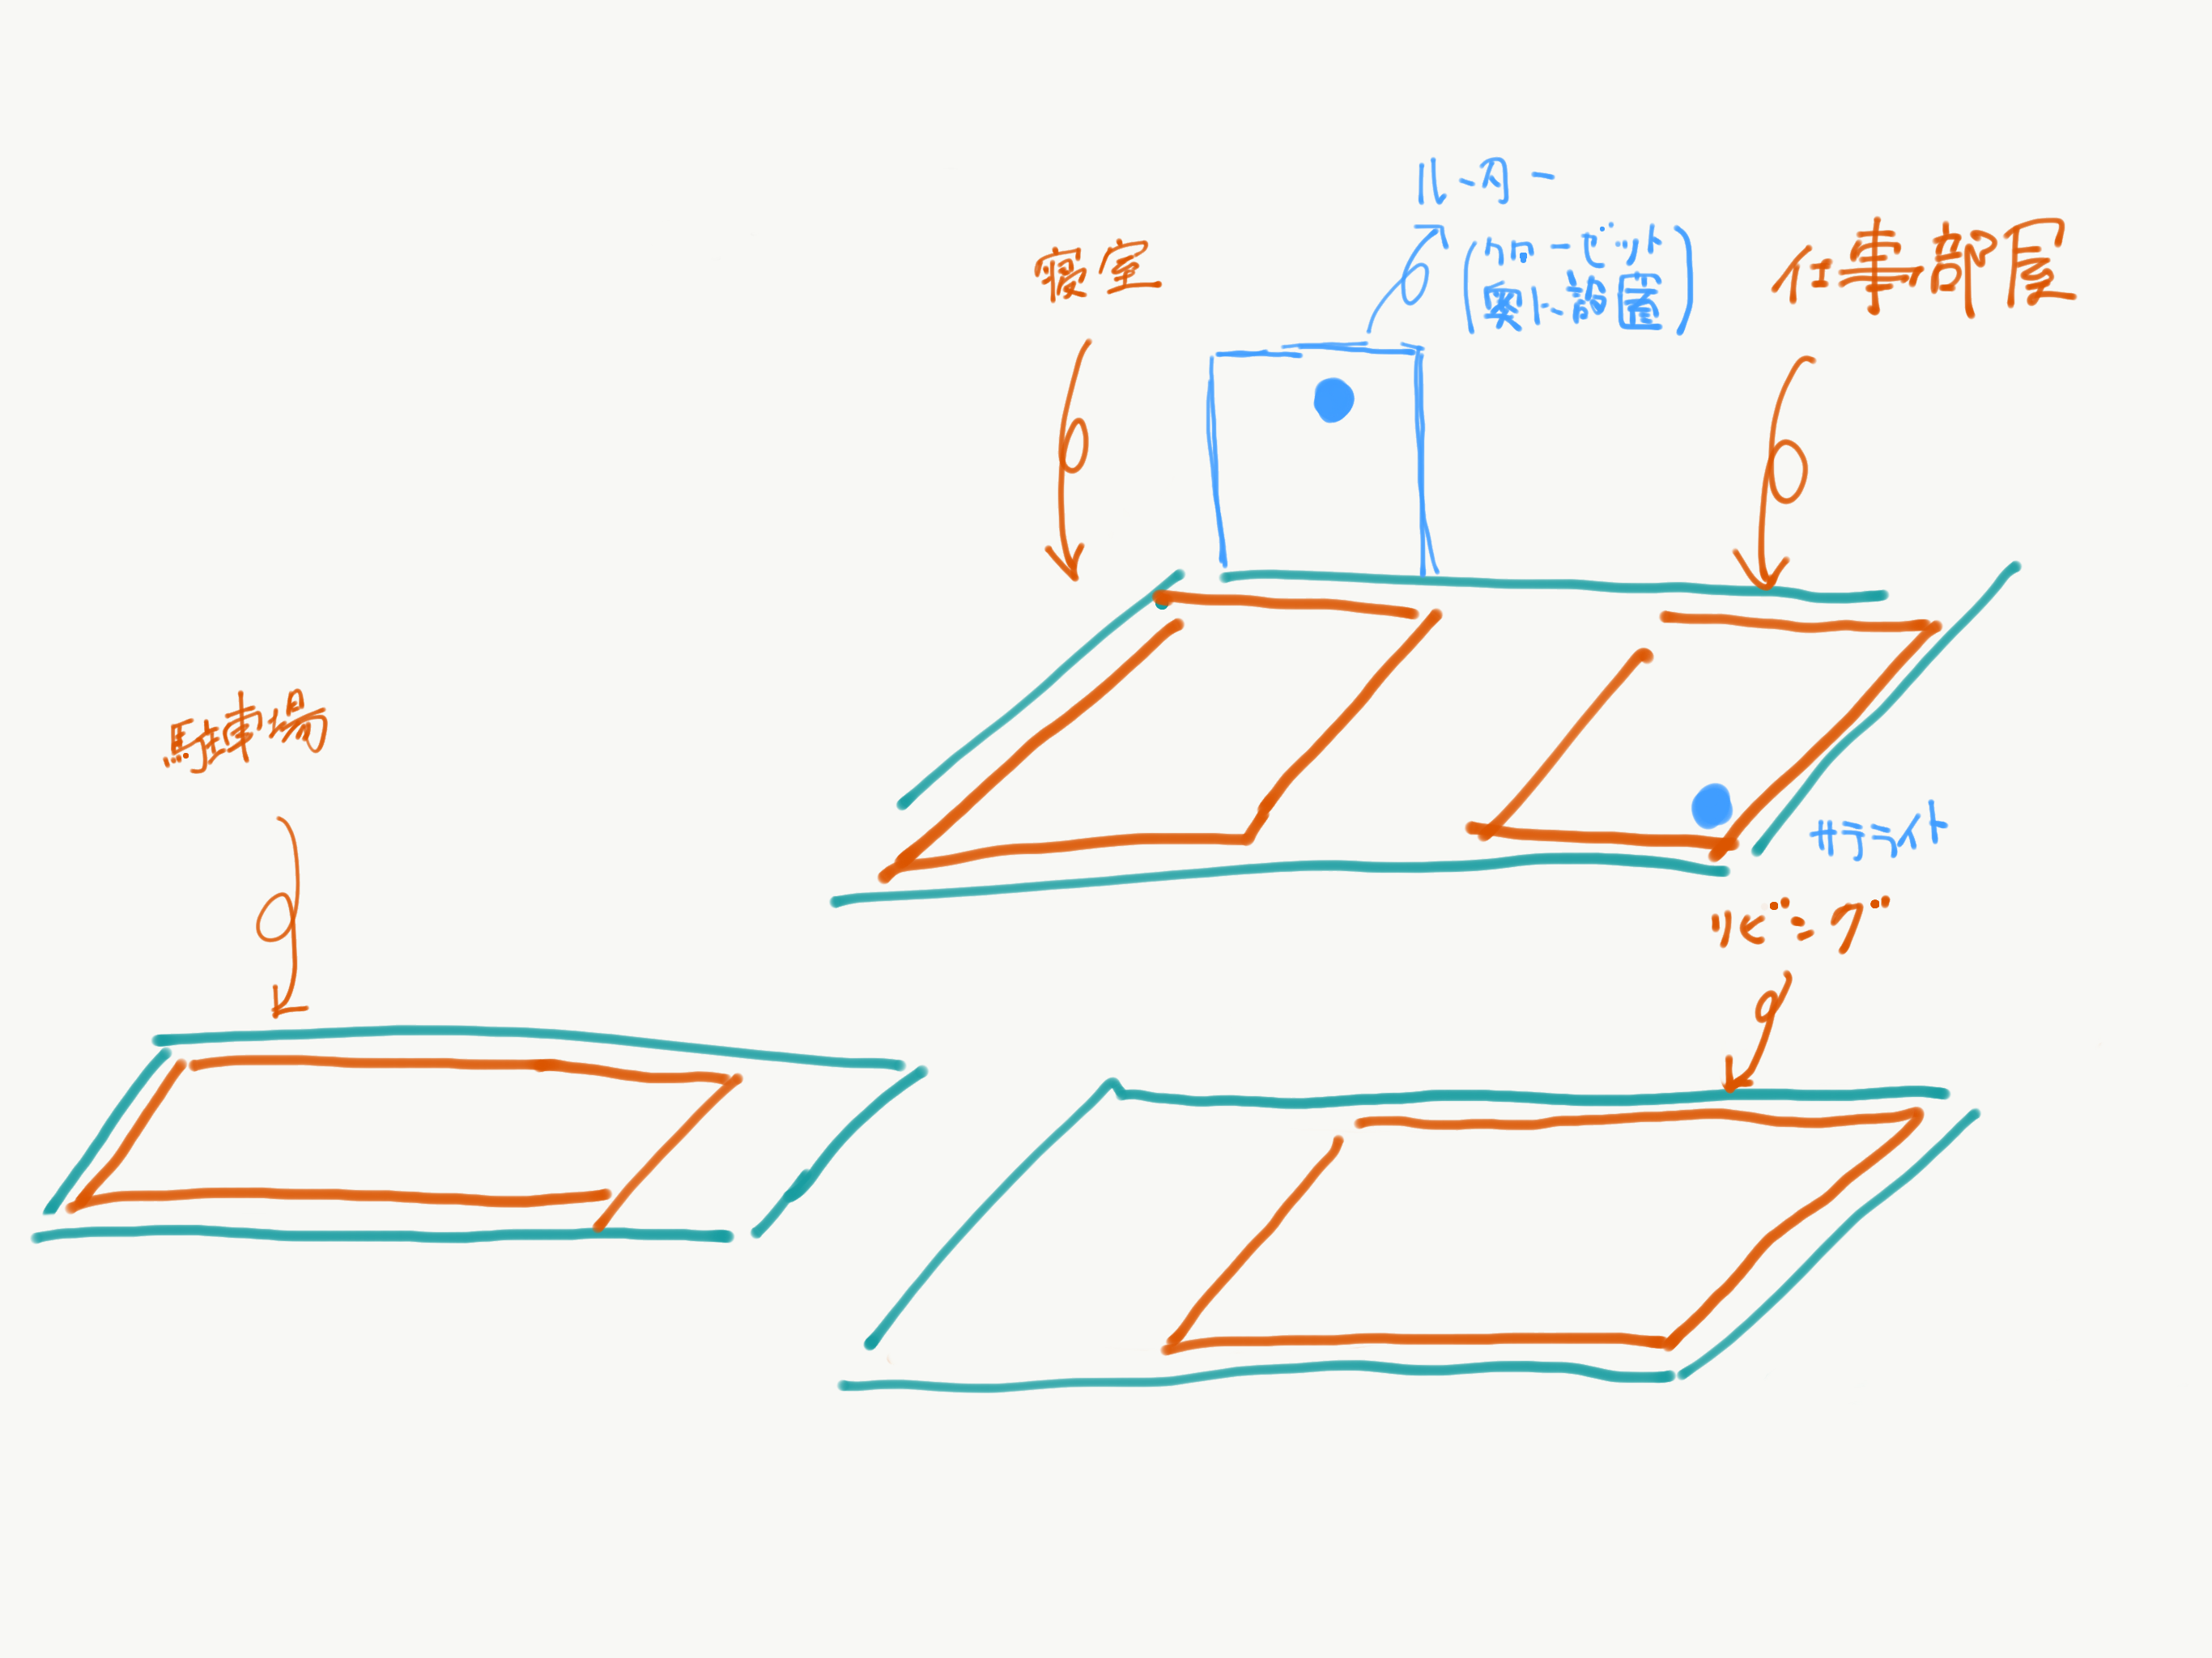 ルーター
(クローゼット
裏に設置)
寝室
仕事部屋
駐車場
サテライト
リビング